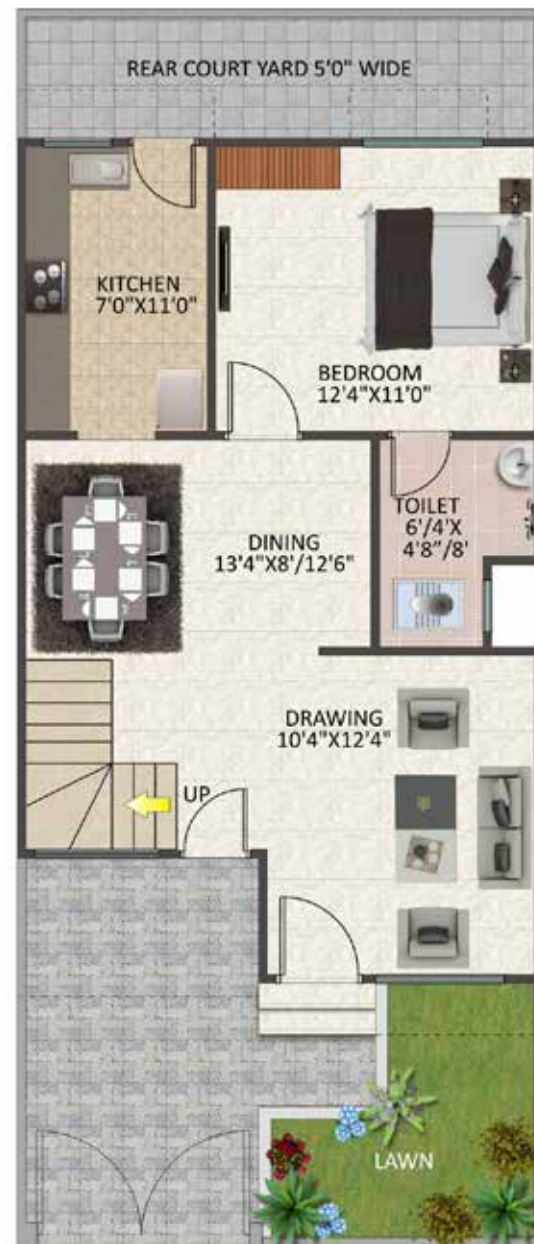 REAR COURT YARD 5'0" WIDE
KITCHEN
7'0"X11'0"
BEDROOM
12'4"X11'0"
TOILET
6'/4'X
4'8”/8'
DINING
13'4"X8'/12'6"
DRAWING
10'4"X12'4"
UP
LAWN